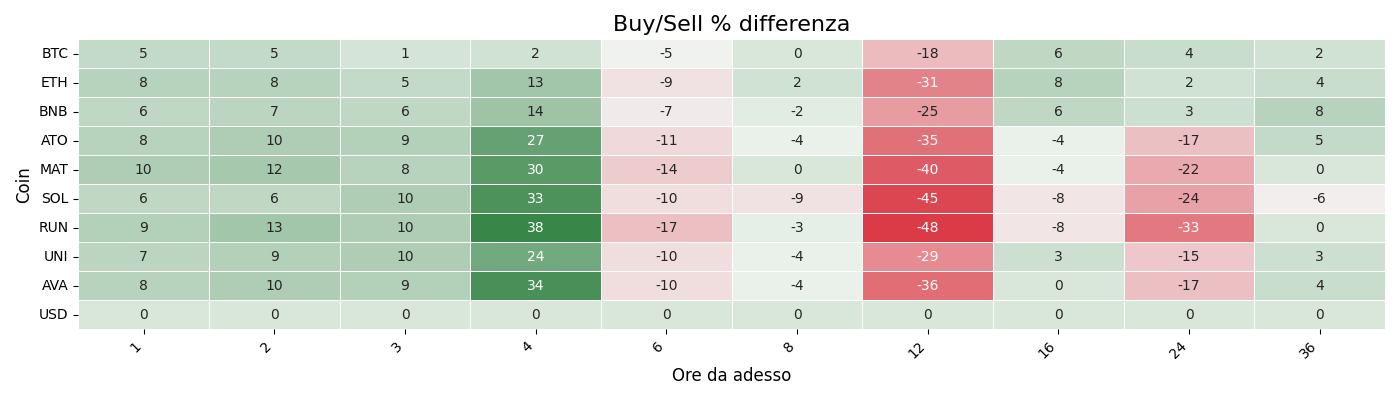 Buy/Sell % differenza
Coin
BTC 5 5 1 2 -5 0 -18 6 4 2
ETH 8 8 5 13 -9 2 -31 8 2 4
BNB 6 7 6 14 -7 -2 -25 6 3 8
ATO 8 10 9 27 -11 -4 -35 -4 -17 5
MAT 10 12 8 30 -14 0 -40 -4 -22 0
SOL 6 6 10 33 -10 -9 -45 -8 -24 -6
RUN 9 13 10 38 -17 -3 -48 -8 -33 0
UNI 7 9 10 24 -10 -4 -29 3 -15 3
AVA 8 10 9 34 -10 -4 -36 0 -17 4
USD 0 0 0 0 0 0 0 0 0 0
1 2 3 4 6 8 12 16 24 36
Ore da adesso